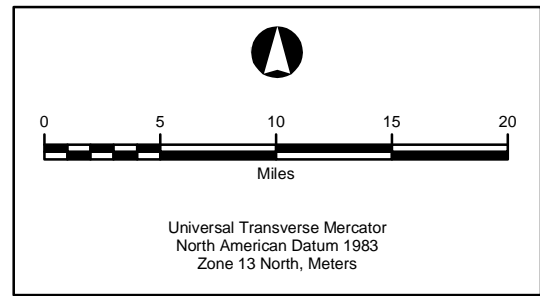 0 5 10 15 20
Miles
Universal Transverse Mercator
North American Datum 1983
Zone 13 North, Meters